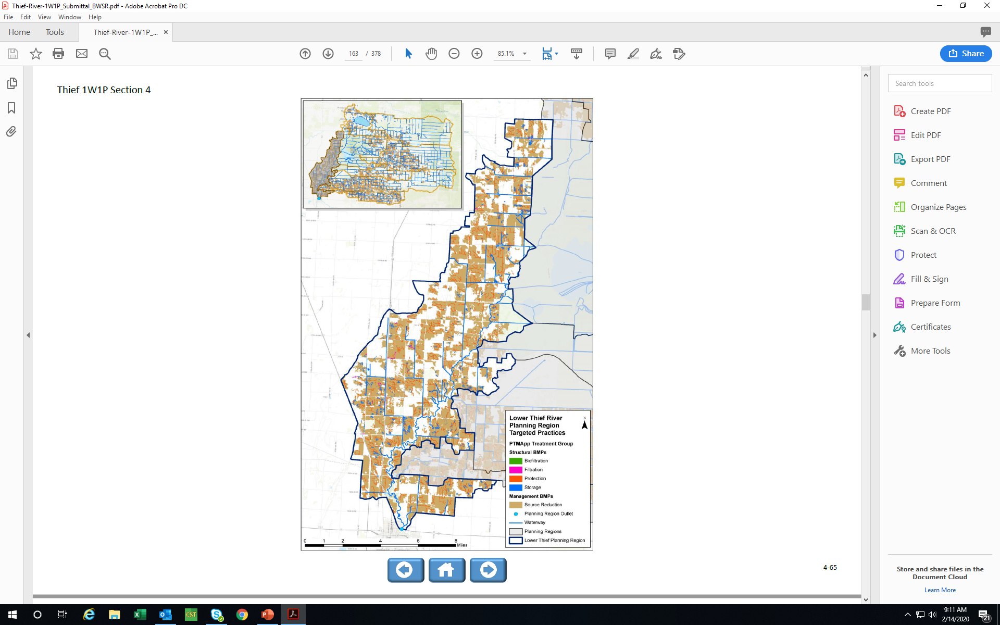 Thief-River-1W1P_Submittal_BWSR.pdf - Adobe Acrobat Pro DC
File Edit View Window Help
Home Tools Thief-River-1W1P_... ×
163 / 378 85.1% Share
Thief 1W1P Section 4
Lower Thief River
Planning Region
Targeted Practices
N
PTMApp Treatment Group
Structural BMPs
Biofiltration
Filtration
Protection
Storage
Management BMPs
Source Reduction
Planning Region Outlet
Waterway
Planning Regions
Lower Thief Planning Region
0 1 2 4 6 8
Miles
4-65
Search tools
Create PDF
Edit PDF
Export PDF
Comment
Organize Pages
Scan & OCR
Protect
Fill & Sign
Prepare Form
Certificates
More Tools
Store and share files in the
Document Cloud
Learn More
CST
9:11 AM
2/14/2020
21